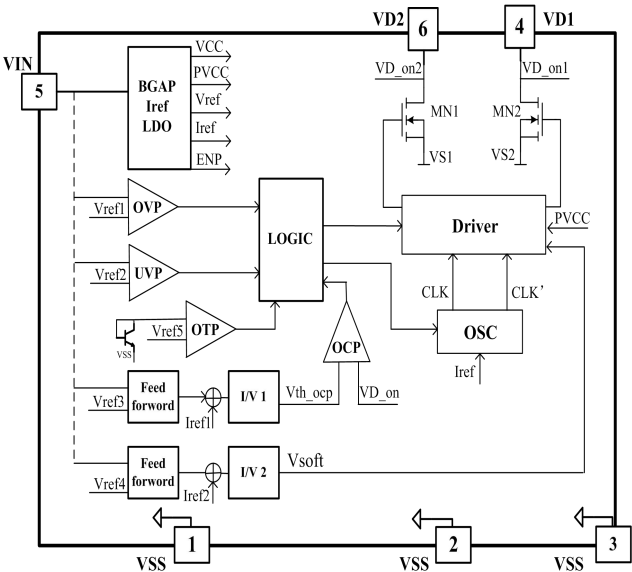 VD2
6
4
VD1
VIN
5
BGAP
Iref
LDO
VCC
PVCC
Vref
Iref
ENP
VD_on2
VD_on1
MN1
MN2
VS1
VS2
Vref1
OVP
LOGIC
Driver
PVCC
Vref2
UVP
CLK
CLK'
VSS
Vref5
OTP
OCP
OSC
Iref
Feed
forword
Vref3
Iref1
I/V 1
Vth_ocp
VD_on
Feed
forword
Vref4
Iref2
I/V 2
Vsoft
VSS
1
VSS
2
VSS
3